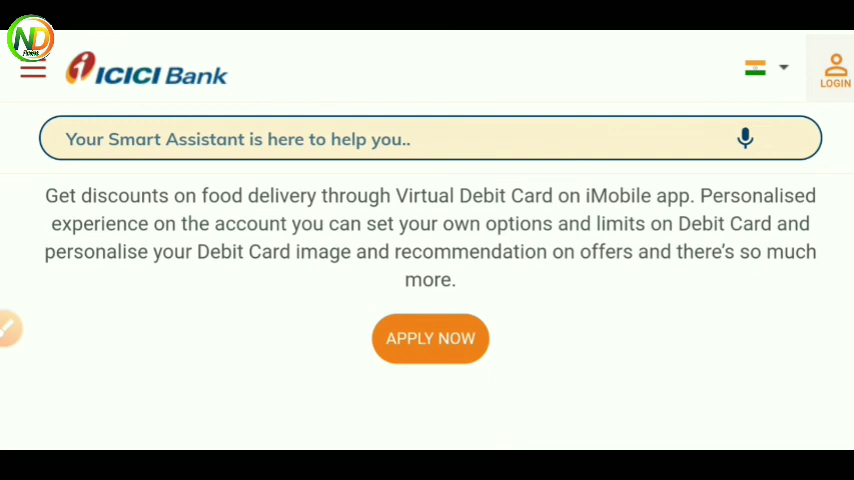 ND
ICICI Bank
LOGIN
Your Smart Assistant is here to help you..
Get discounts on food delivery through Virtual Debit Card on iMobile app. Personalised
experience on the account you can set your own options and limits on Debit Card and
personalise your Debit Card image and recommendation on offers and there's so much
more.
APPLY NOW